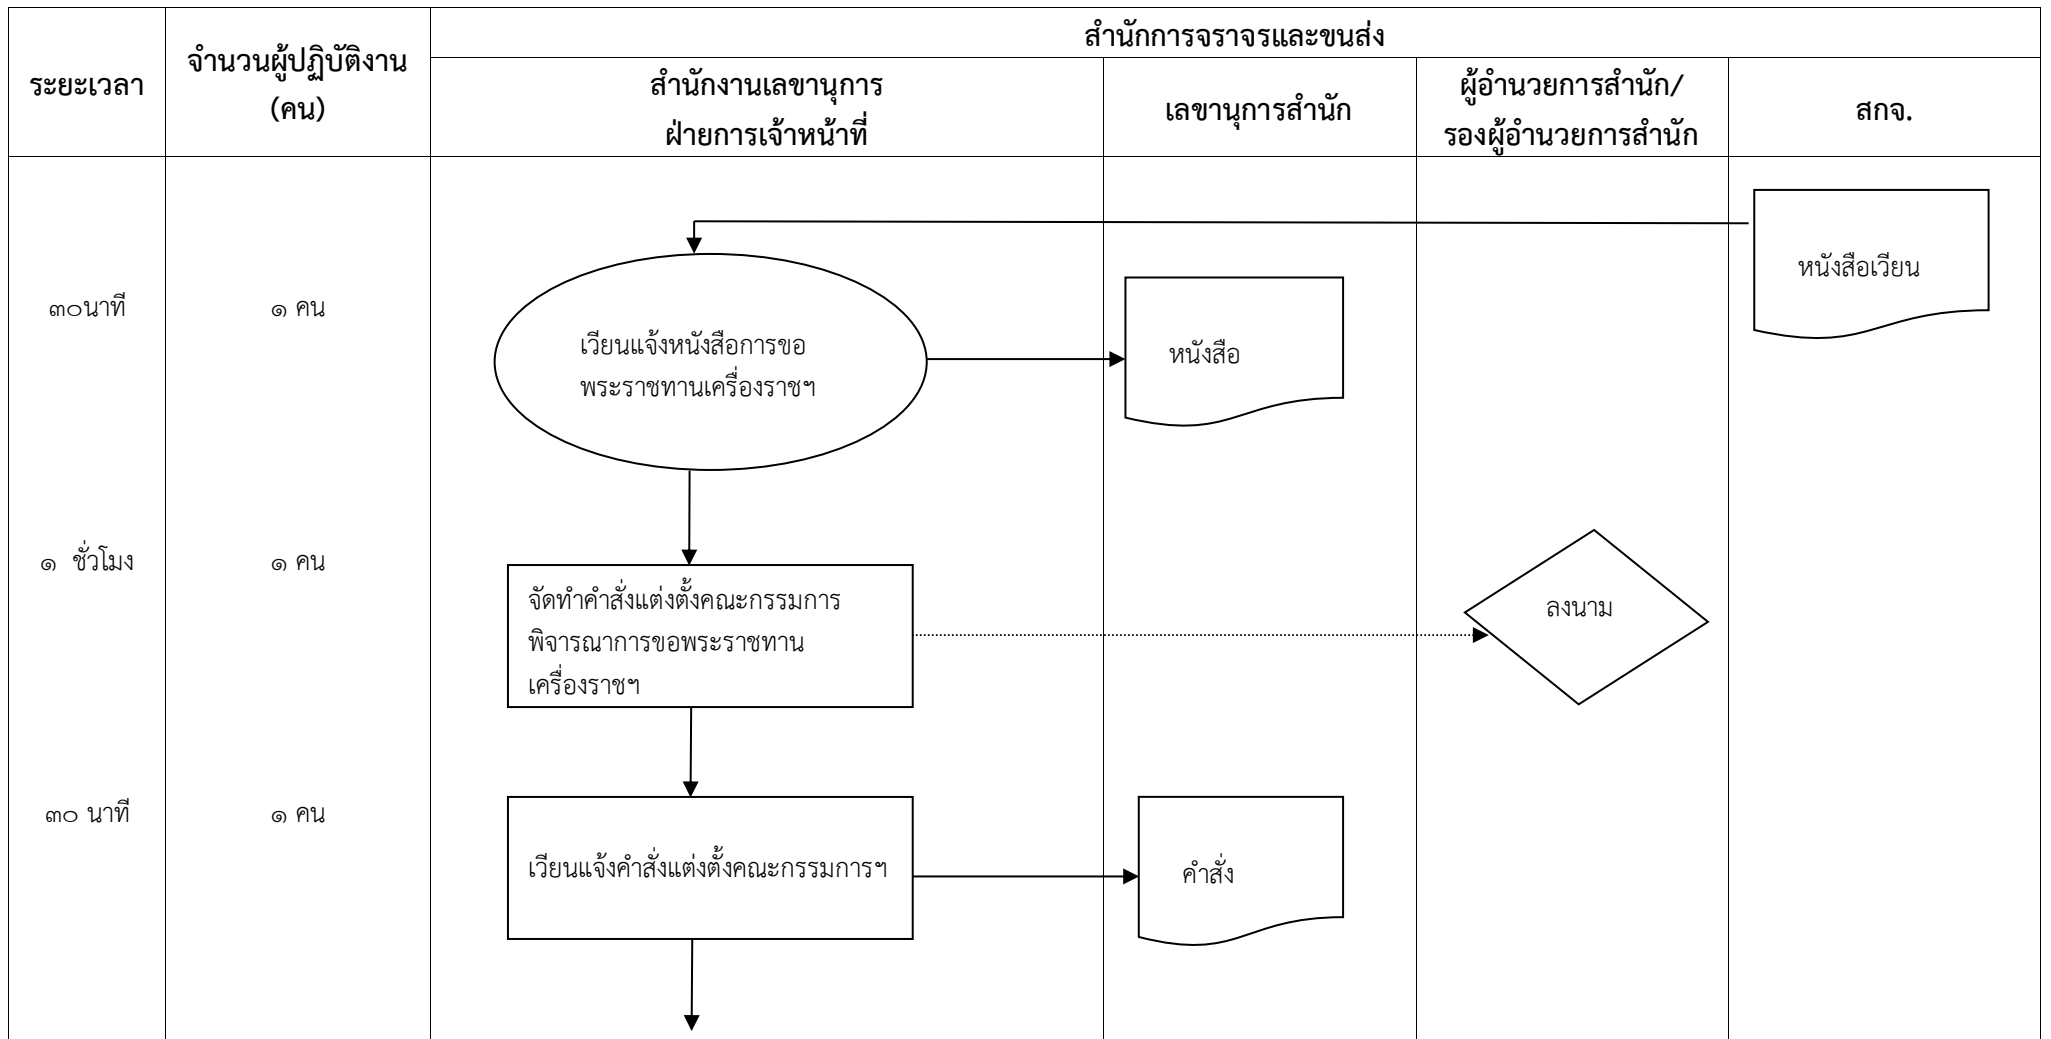 สำนักการจราจรและขนส่ง
ระยะเวลา
จำนวนผู้ปฏิบัติงาน
(คน)
สำนักงานเลขานุการ
ฝ่ายการเจ้าหน้าที่
เลขานุการสำนัก
ผู้อำนวยการสำนัก/
รองผู้อำนวยการสำนัก
สกจ.
หนังสือเวียน
๓๐นาที
๑ คน
เวียนแจ้งหนังสือการขอ
พระราชทานเครื่องราชฯ
หนังสือ
๑ ชั่วโมง
๑ คน
จัดทำคำสั่งแต่งตั้งคณะกรรมการ
พิจารณาการขอพระราชทาน
เครื่องราชฯ
ลงนาม
๓๐ นาที
๑ คน
เวียนแจ้งคำสั่งแต่งตั้งคณะกรรมการฯ
คำสั่ง